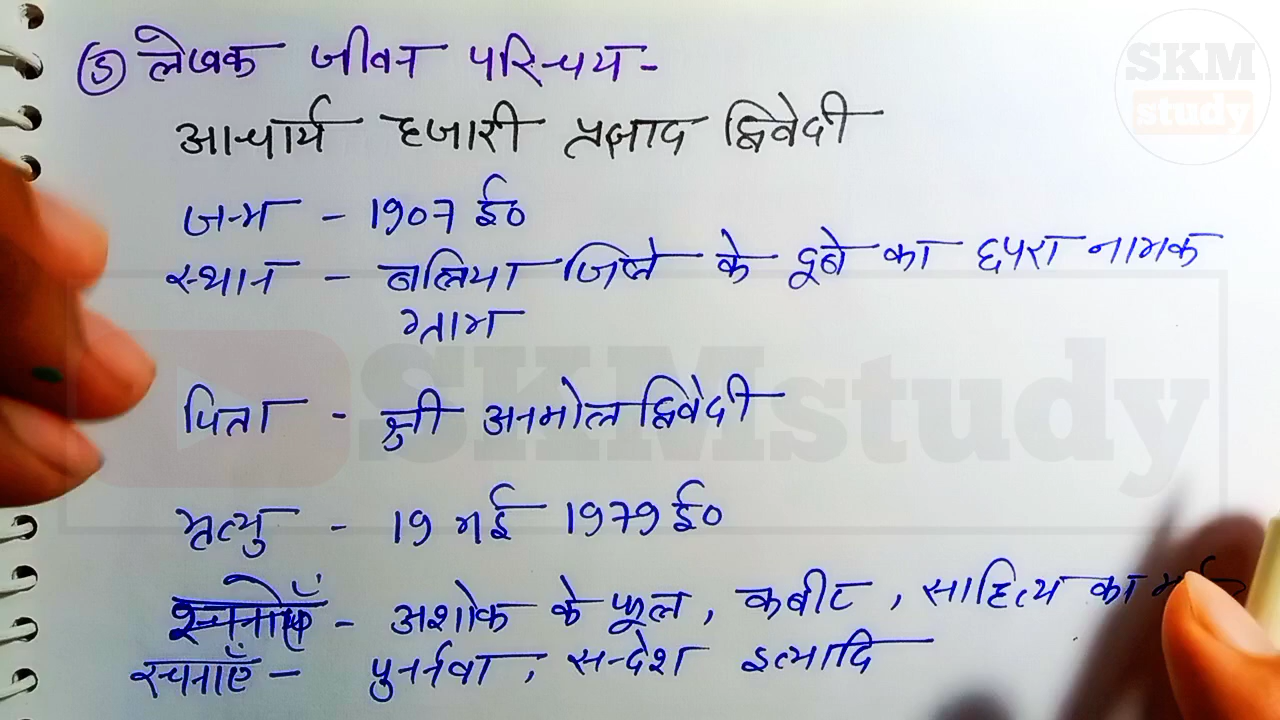 SKM
study
⑤ लेखक जीवन परिचय -
आचार्य हजारी प्रसाद द्विवेदी
जन्म - 1907 ई०
स्थान - बलिया जिले के दूबे का छपरा नामक
ग्राम
पिता - श्री अनमोल द्विवेदी
SKMstudy
मृत्यु - 19 मई 1979 ई०
- अशोक के फूल, कबीर, साहित्य का
रचनाएँ - पुनर्नवा, सन्देश इत्यादि